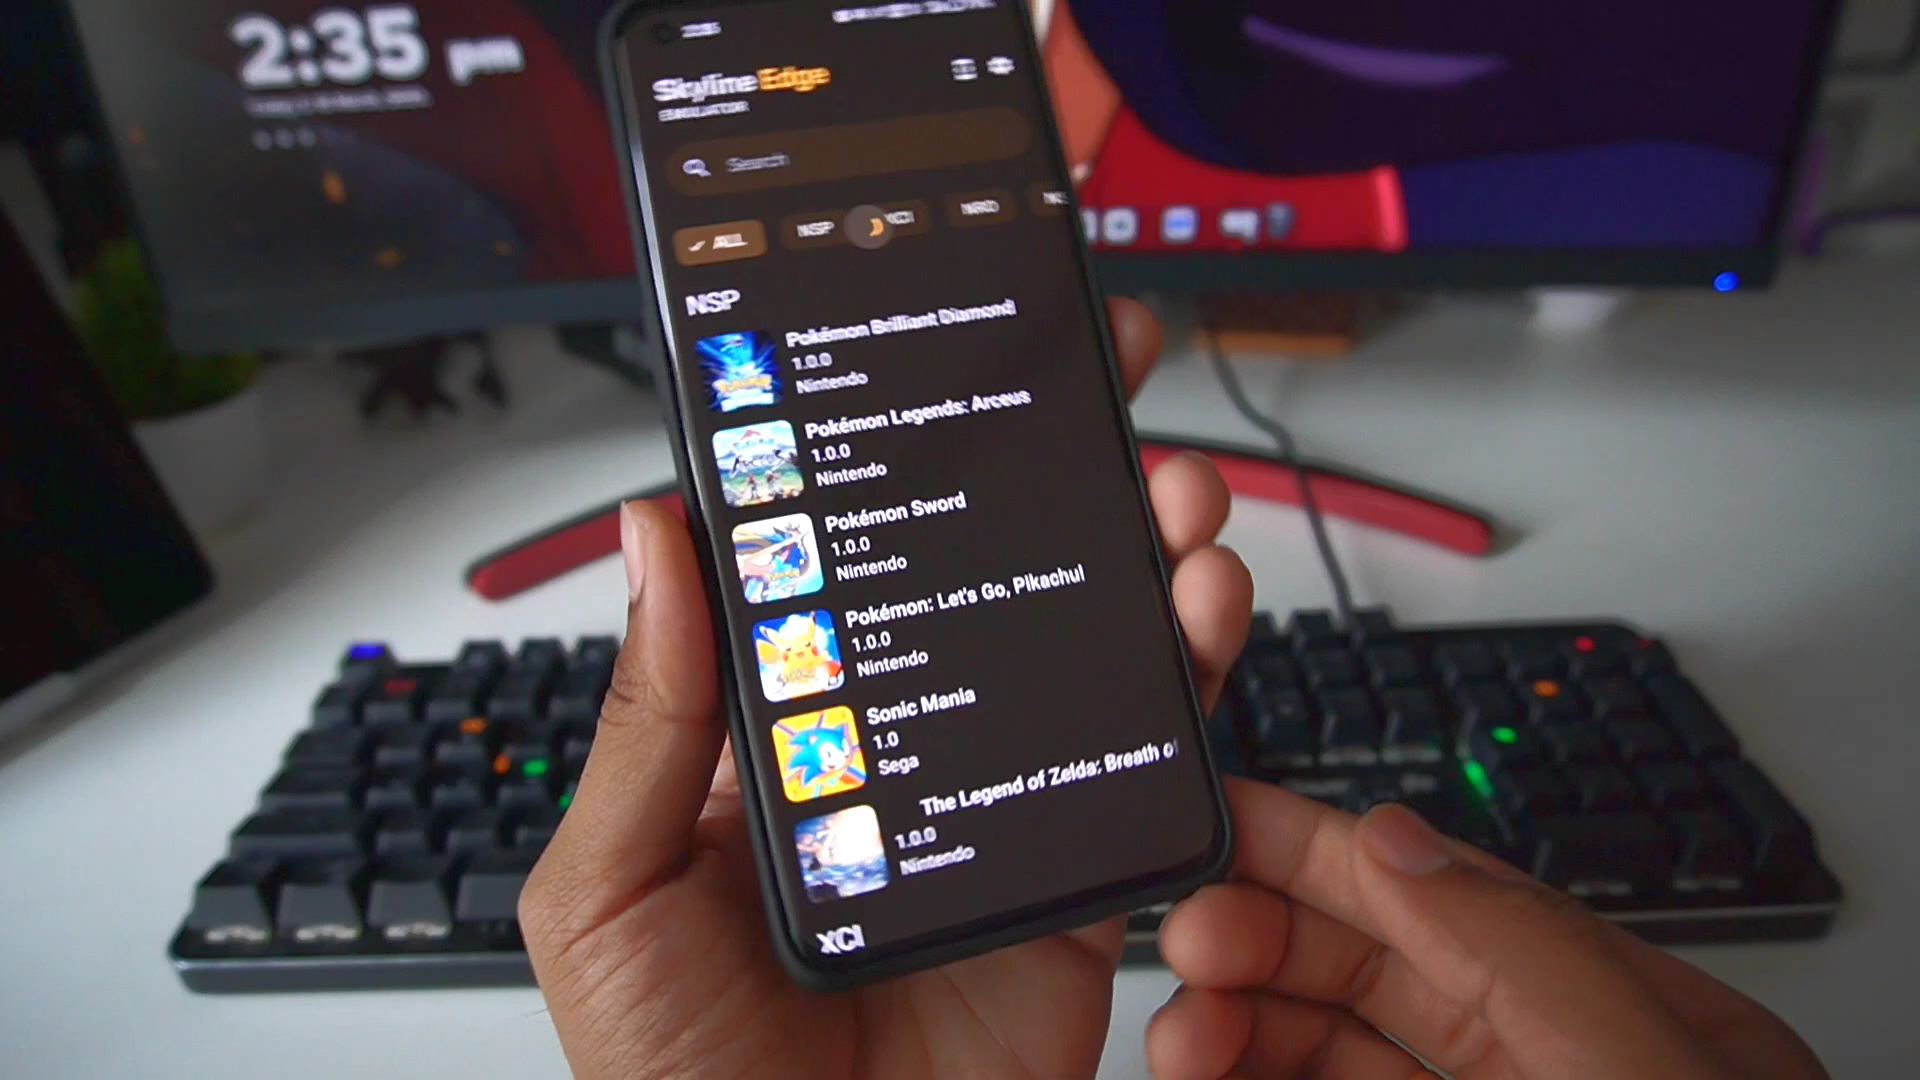 2:35 pm
Skyline Edge
EMULATOR
Search
ALL
NSP
XCI
NRO
NSP
Pokémon Brilliant Diamond
1.0.0
Nintendo
Pokémon Legends: Arceus
1.0.0
Nintendo
Pokémon Sword
1.0.0
Nintendo
Pokémon: Let's Go, Pikachu!
1.0.0
Nintendo
Sonic Mania
1.0
Sega
The Legend of Zelda: Breath of
1.0.0
Nintendo
XCI